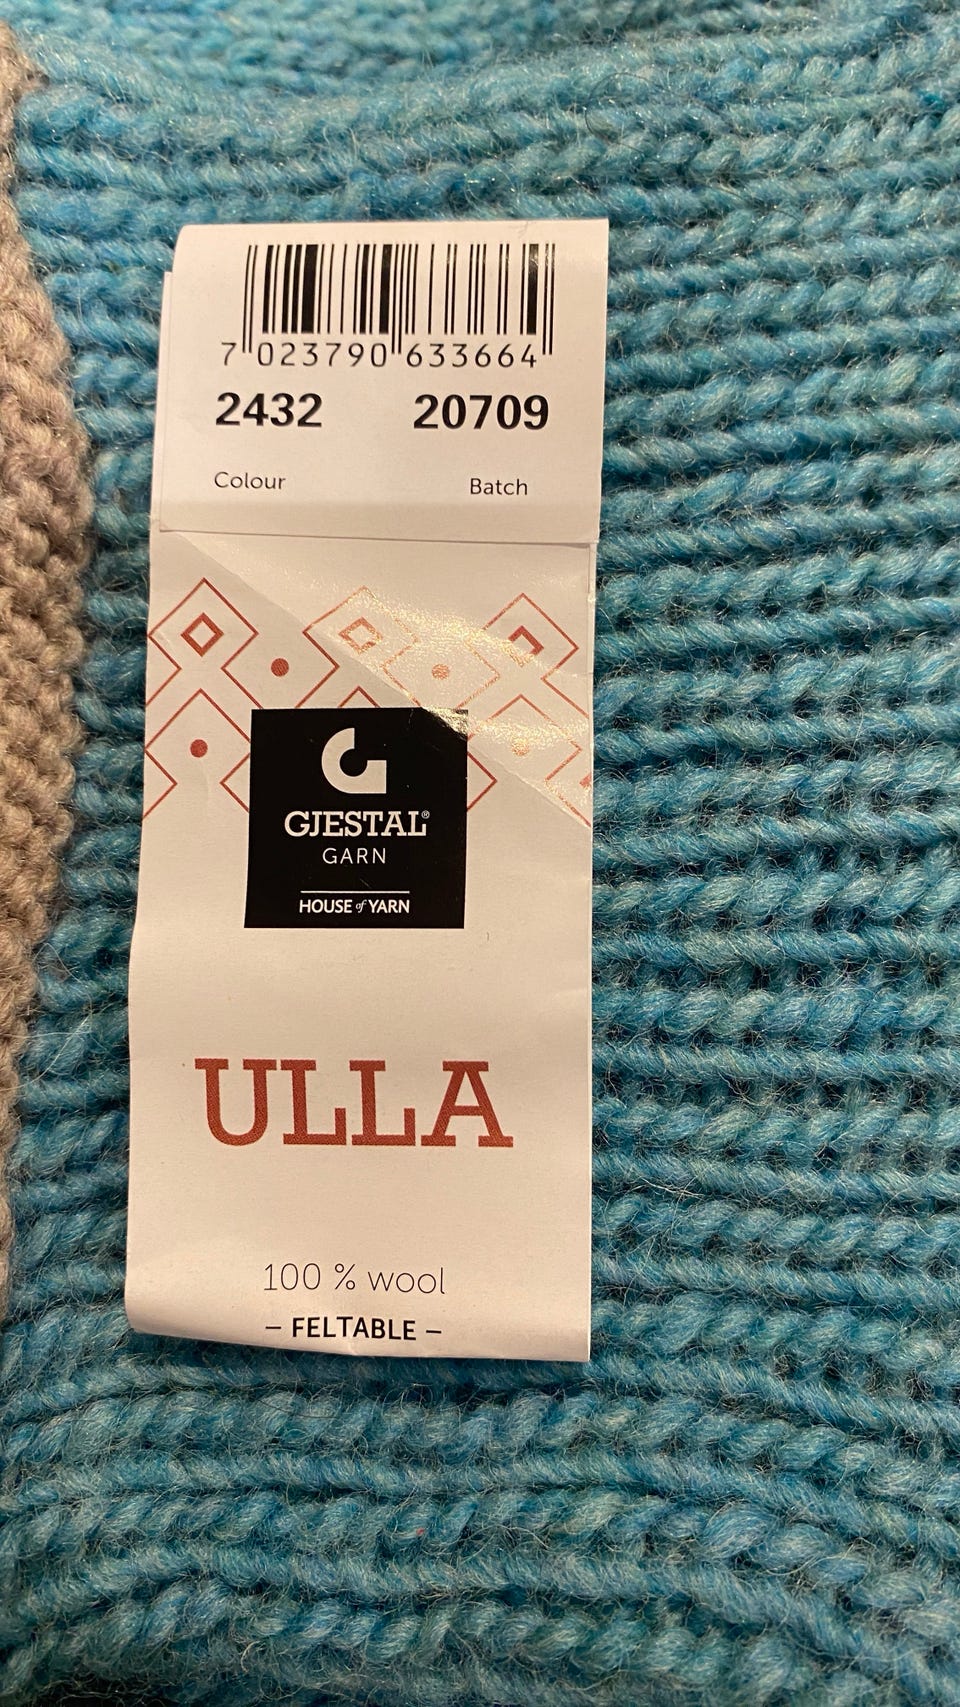 7 023790 633664
2432 20709
Colour Batch
GJESTAL®
GARN
HOUSE of YARN
ULLA
100 % wool
– FELTABLE –